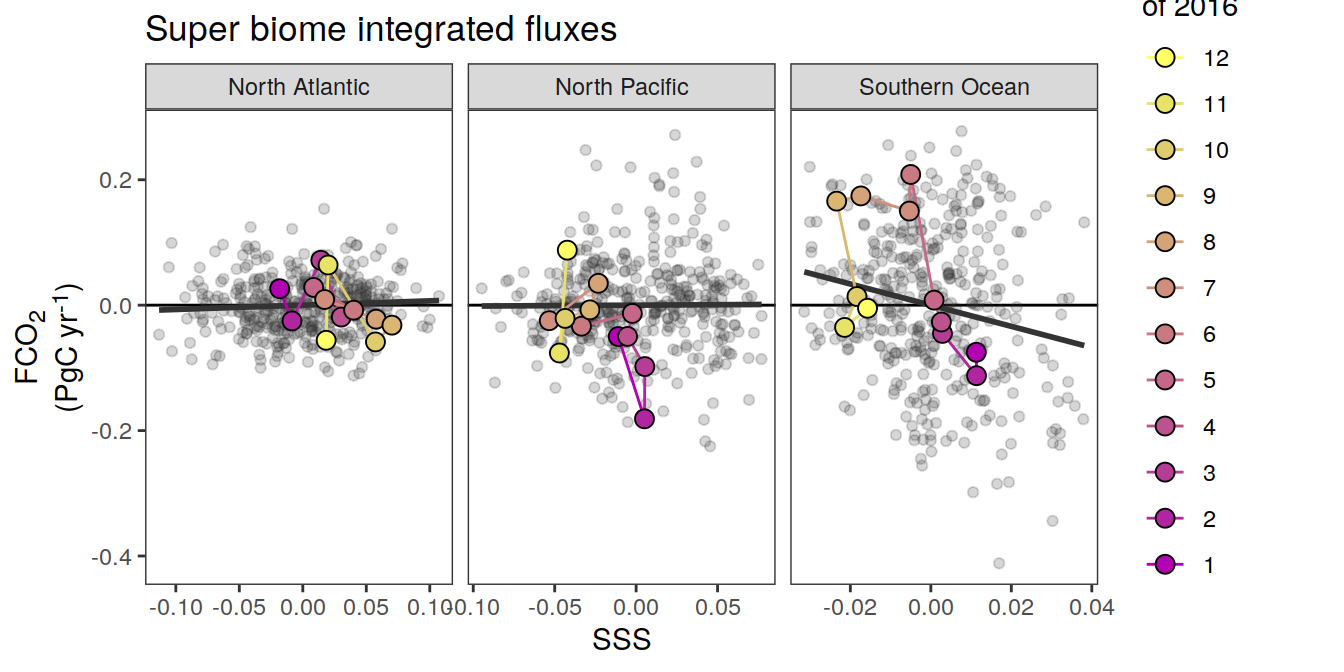 Super biome integrated fluxes
of 2016
North Atlantic
North Pacific
Southern Ocean
12
11
10
9
8
7
6
5
4
3
2
1
0.2
0.0
-0.2
-0.4
FCO2
(PgC yr⁻¹)
-0.10 -0.05 0.00 0.05 0.10
-0.10 -0.05 0.00 0.05
-0.02 0.00 0.02 0.04
SSS